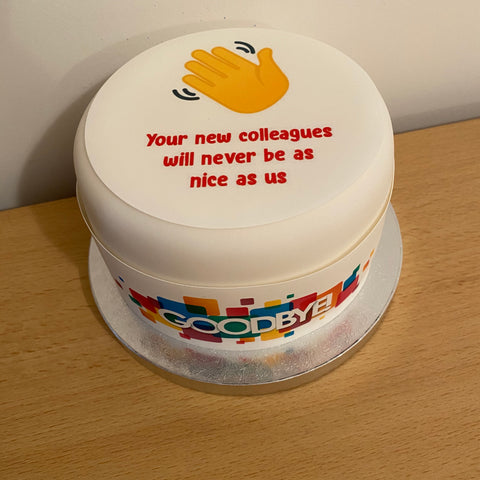 Your new colleagues
will never be as
nice as us
GOODBYE!